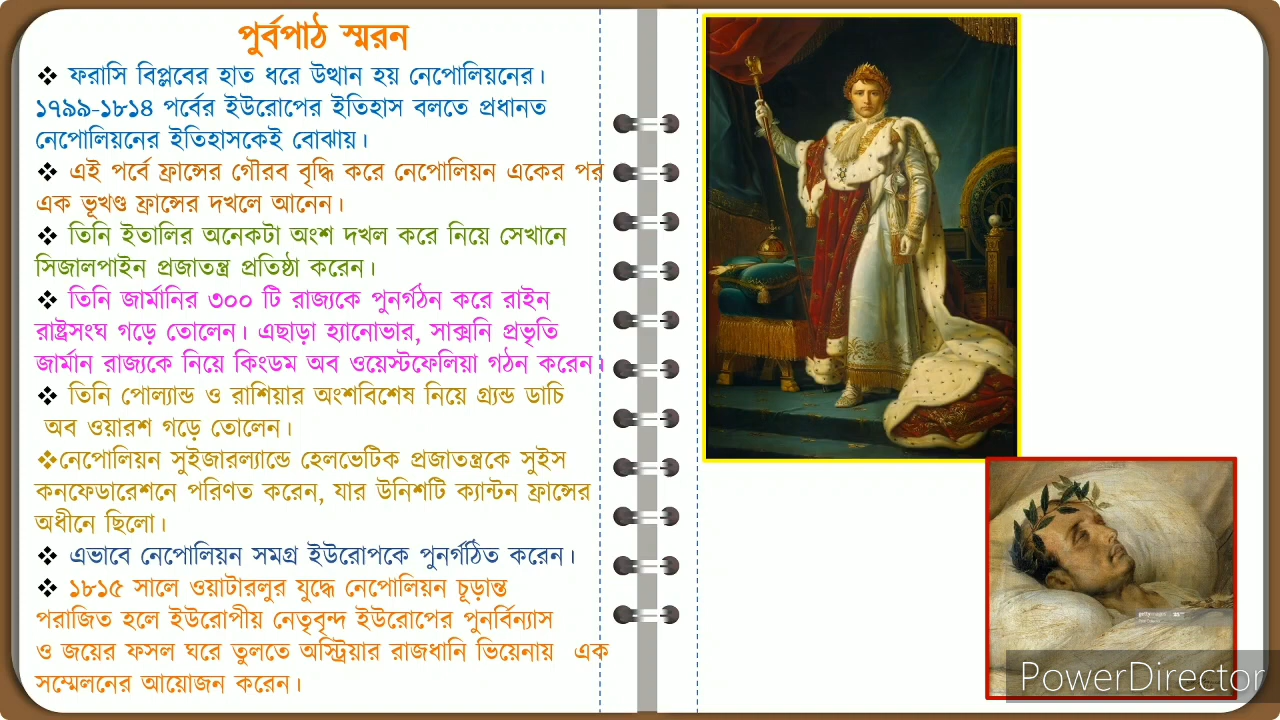 পুর্বপাঠ স্মরন
❖ ফরাসি বিপ্লবের হাত ধরে উত্থান হয় নেপোলিয়নের।
১৭৯৯-১৮১৪ পর্বের ইউরোপের ইতিহাস বলতে প্রধানত
নেপোলিয়নের ইতিহাসকেই বোঝায়।
❖ এই পর্বে ফ্রান্সের গৌরব বৃদ্ধি করে নেপোলিয়ন একের পর
এক ভূখণ্ড ফ্রান্সের দখলে আনেন।
❖ তিনি ইতালির অনেকটা অংশ দখল করে নিয়ে সেখানে
সিজালপাইন প্রজাতন্ত্র প্রতিষ্ঠা করেন।
❖ তিনি জার্মানির ৩০০ টি রাজ্যকে পুনর্গঠন করে রাইন
রাষ্ট্রসংঘ গড়ে তোলেন। এছাড়া হ্যানোভার, সাক্সনি প্রভৃতি
জার্মান রাজ্যকে নিয়ে কিংডম অব ওয়েস্টফেলিয়া গঠন করেন।
❖ তিনি পোল্যান্ড ও রাশিয়ার অংশবিশেষ নিয়ে গ্র্যন্ড ডাচি
অব ওয়ারশ গড়ে তোলেন।
❖নেপোলিয়ন সুইজারল্যান্ডে হেলভেটিক প্রজাতন্ত্রকে সুইস
কনফেডারেশনে পরিণত করেন, যার উনিশটি ক্যান্টন ফ্রান্সের
অধীনে ছিলো।
❖ এভাবে নেপোলিয়ন সমগ্র ইউরোপকে পুনর্গঠিত করেন।
❖ ১৮১৫ সালে ওয়াটারলুর যুদ্ধে নেপোলিয়ন চূড়ান্ত
পরাজিত হলে ইউরোপীয় নেতৃবৃন্দ ইউরোপের পুনর্বিন্যাস
ও জয়ের ফসল ঘরে তুলতে অস্ট্রিয়ার রাজধানি ভিয়েনায় এক
সম্মেলনের আয়োজন করেন।
PowerDirector